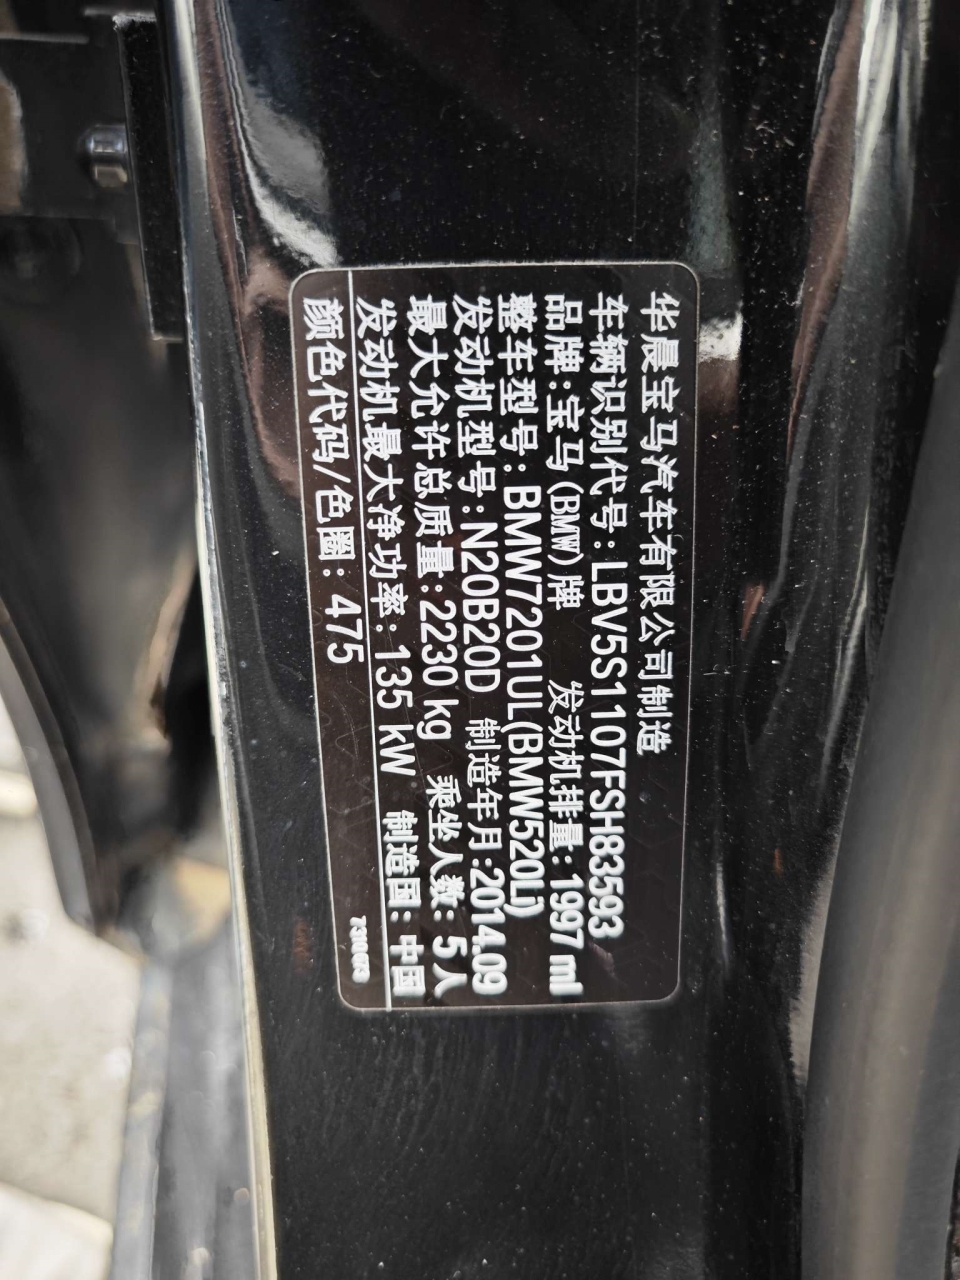 华晨宝马汽车有限公司制造
车辆识别代号:LBV5S1107FSH83593
品牌:宝马(BMW)牌 发动机排量:1997 ml
整车型号:BMW7201UL(BMW520Li)
发动机型号:N20B20D 制造年月:2014.09
最大允许总质量:2230 kg 乘坐人数:5人
发动机最大净功率:135 kW 制造国:中国
颜色代码/色圈:475